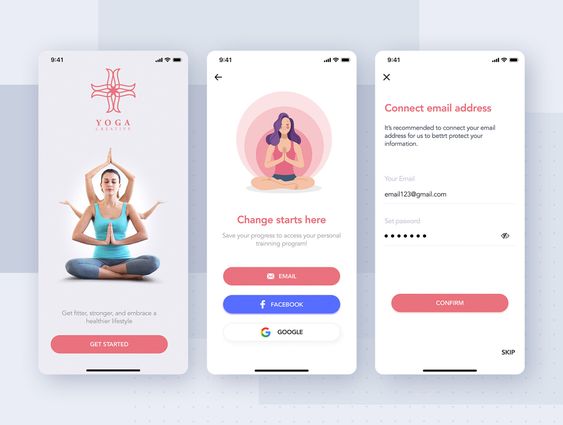 9:41
YOGA
CREATIVE
Get fitter, stronger, and embrace a
healthier lifestyle
GET STARTED
9:41
Change starts here
Save your progress to access your personal
trainning program!
EMAIL
FACEBOOK
GOOGLE
9:41
Connect email address
It's recommended to connect your email
address for us to bettrt protect your
information.
Your Email
email123@gmail.com
Set password
CONFIRM
SKIP